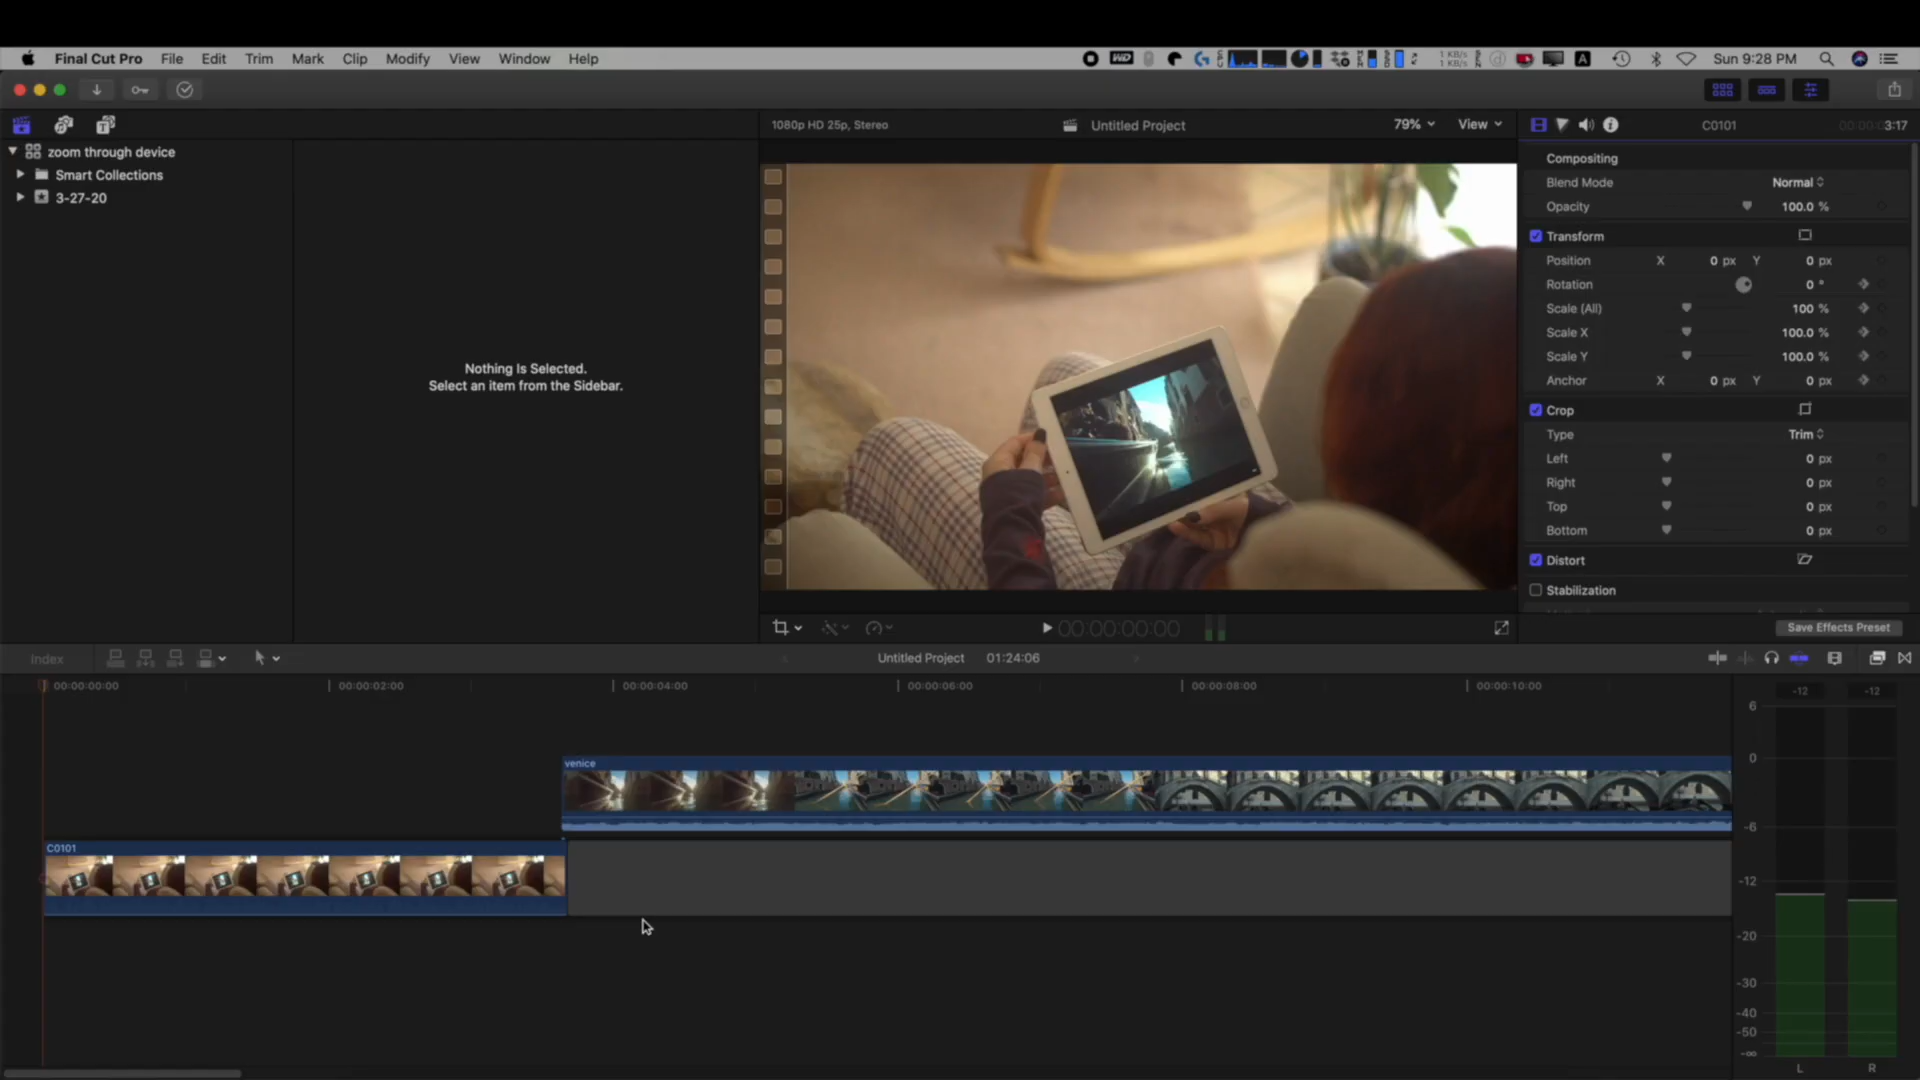 Final Cut Pro File Edit Trim Mark Clip Modify View Window Help
1 KB/s
1 KB/s
A
Sun 9:28 PM
1080p HD 25p, Stereo
Untitled Project
79%
View
C0101
3:17
zoom through device
Smart Collections
3-27-20
Nothing Is Selected.
Select an item from the Sidebar.
Compositing
Blend Mode Normal
Opacity 100.0 %
Transform
Position X 0 px Y 0 px
Rotation 0 °
Scale (All) 100 %
Scale X 100.0 %
Scale Y 100.0 %
Anchor X 0 px Y 0 px
Crop
Type Trim
Left 0 px
Right 0 px
Top 0 px
Bottom 0 px
Distort
Stabilization
Save Effects Preset
00:00:00:00
Index
Untitled Project 01:24:06
00:00:00:00 00:00:02:00 00:00:04:00 00:00:06:00 00:00:08:00 00:00:10:00
venice
C0101
-12 -12
6
0
-6
-12
-20
-30
-40
-50
-∞
L R